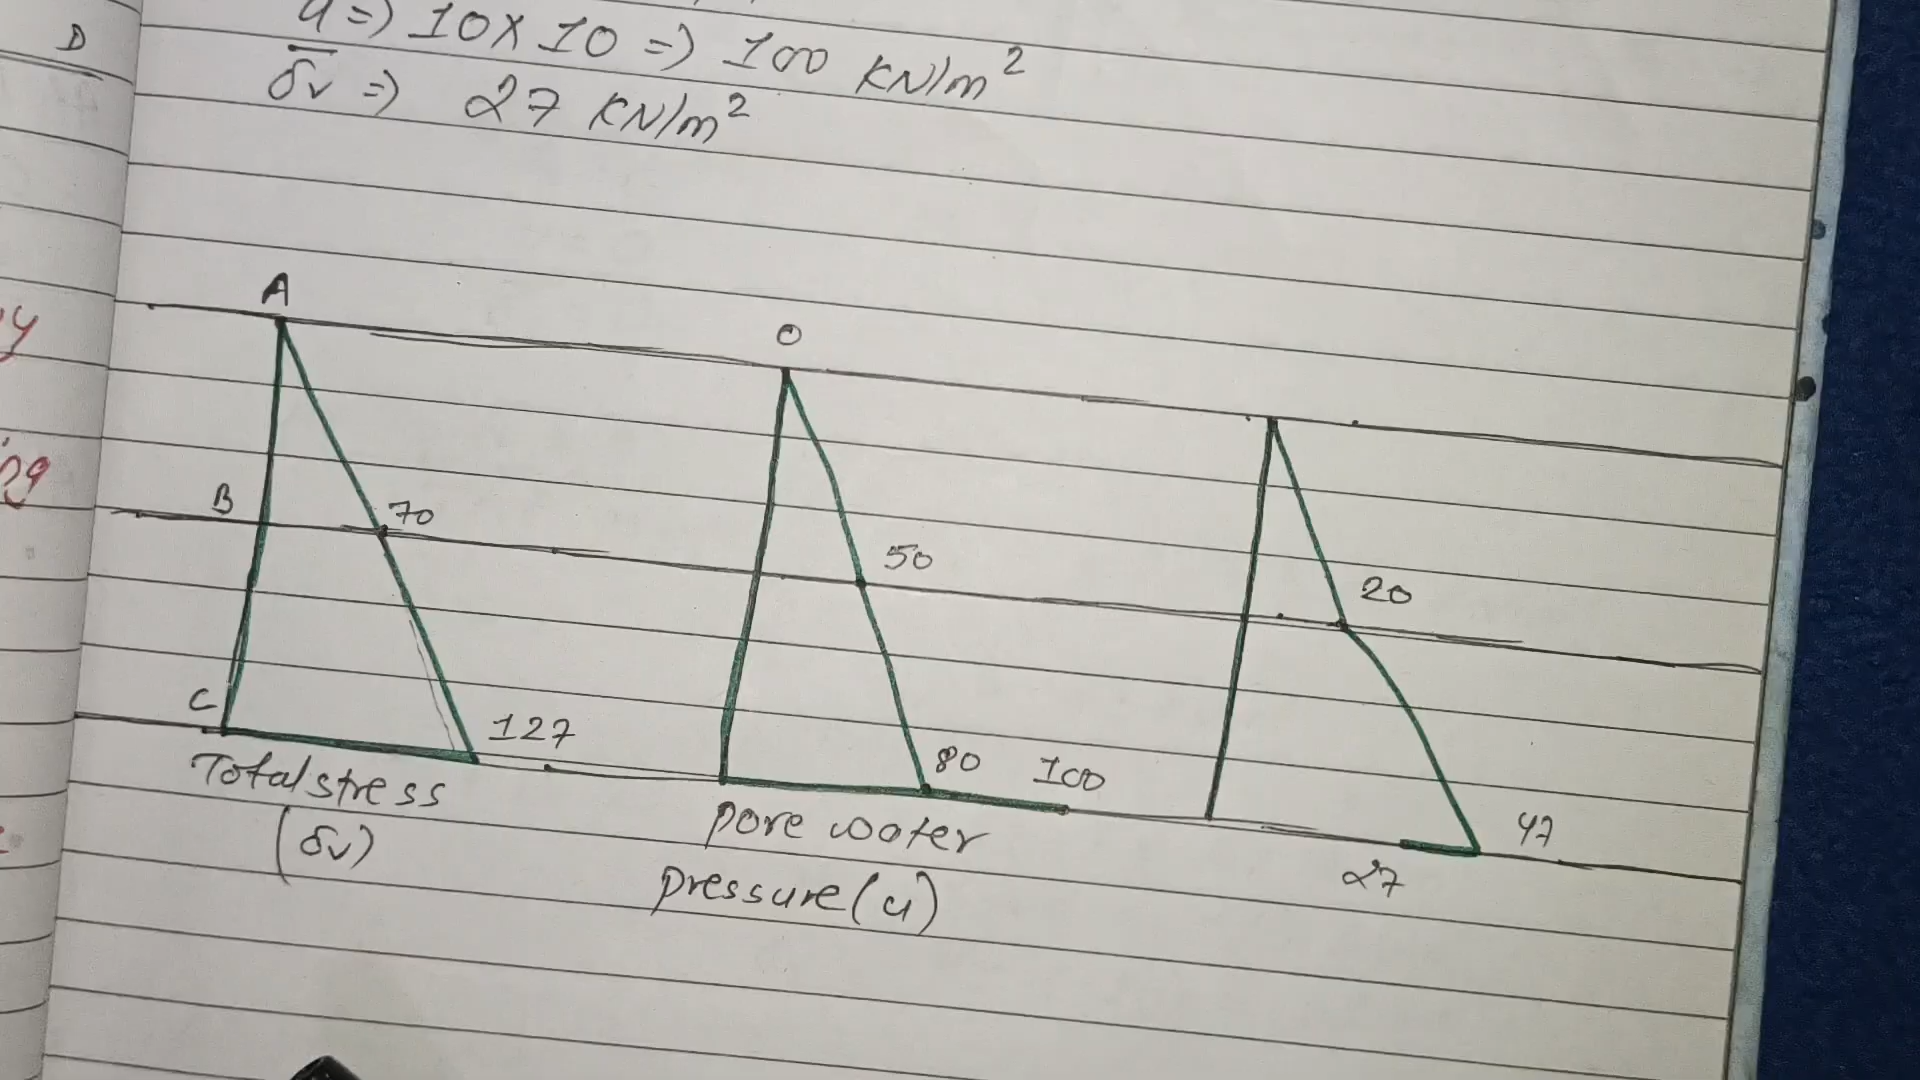 D
u => 10 x 10 => 100 KN/m²
σ̅v => 27 KN/m²
A
O
B
70
50
20
C
127
80 100
47
27
Total stress
(σv)
pore water
pressure (u)